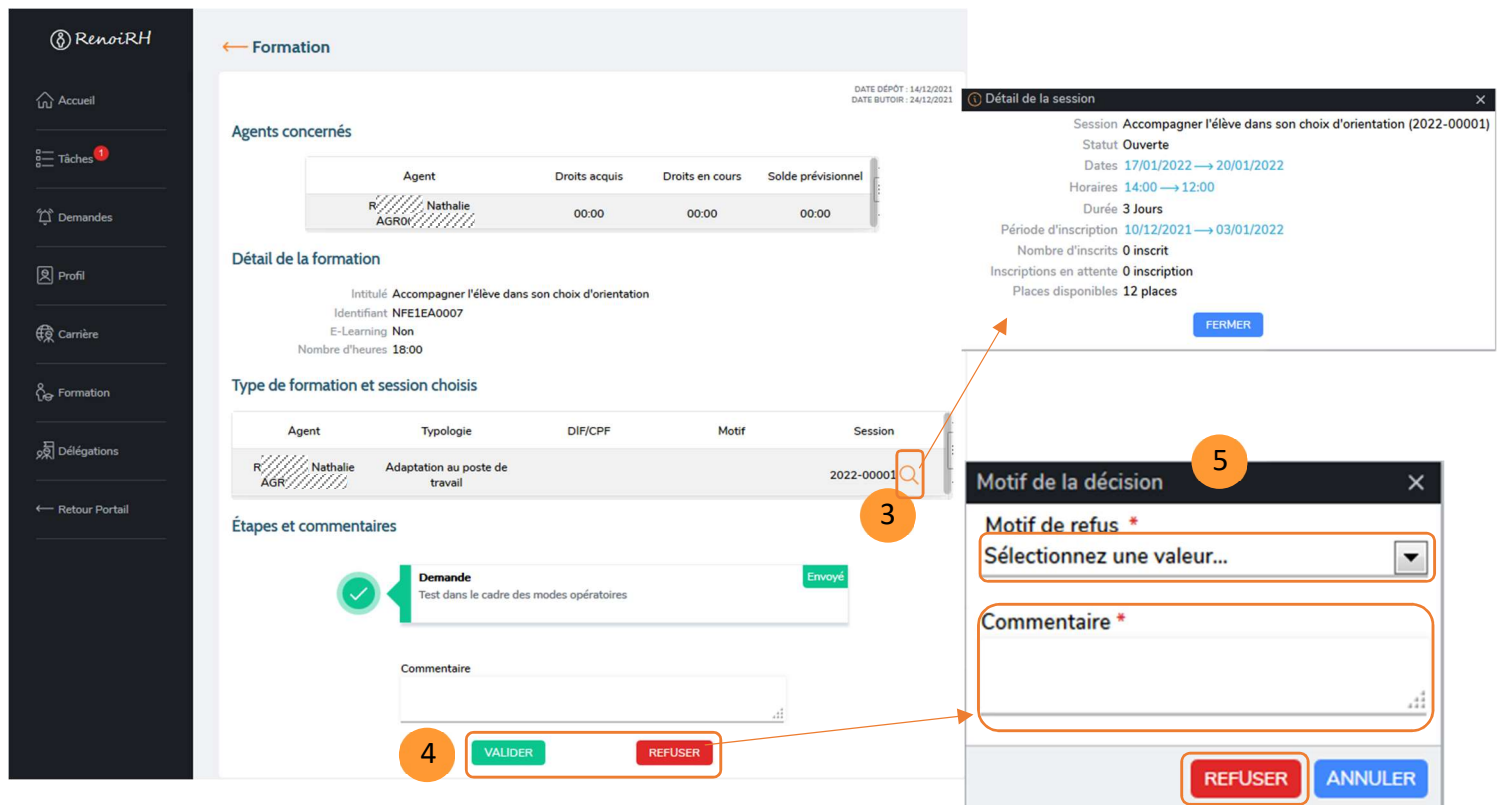 RenoiRH
Accueil
Tâches 1
Demandes
Profil
Carrière
Formation
Délégations
← Retour Portail
← Formation
DATE DÉPÔT : 14/12/2021
DATE BUTOIR : 24/12/2021
Agents concernés
Agent Droits acquis Droits en cours Solde prévisionnel
R Nathalie
AGR0 00:00 00:00 00:00
Détail de la formation
Intitulé Accompagner l'élève dans son choix d'orientation
Identifiant NFE1EA0007
E-Learning Non
Nombre d'heures 18:00
Type de formation et session choisis
Agent Typologie DIF/CPF Motif Session
R Nathalie Adaptation au poste de
AGR travail 2022-00001
3
Étapes et commentaires
Demande Envoyé
Test dans le cadre des modes opératoires
Commentaire
4
VALIDER REFUSER
Détail de la session ×
Session Accompagner l'élève dans son choix d'orientation (2022-00001)
Statut Ouverte
Dates 17/01/2022 → 20/01/2022
Horaires 14:00 → 12:00
Durée 3 Jours
Période d'inscription 10/12/2021 → 03/01/2022
Nombre d'inscrits 0 inscrit
Inscriptions en attente 0 inscription
Places disponibles 12 places
FERMER
5
Motif de la décision ×
Motif de refus *
Sélectionnez une valeur...
Commentaire *
REFUSER ANNULER